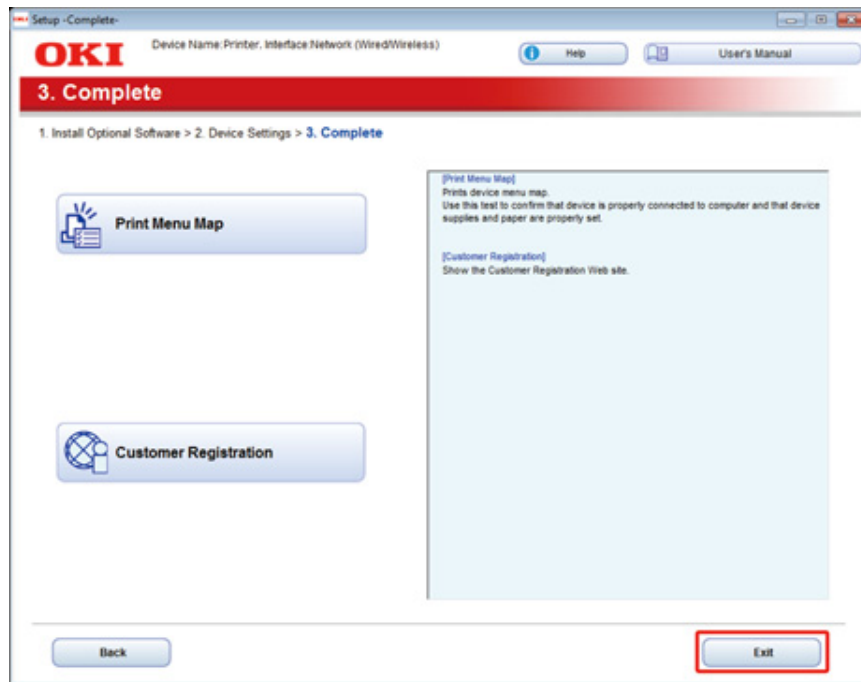 Setup -Complete-
OKI
Device Name:Printer, Interface:Network (Wired/Wireless)
Help
User's Manual
3. Complete
1. Install Optional Software > 2. Device Settings > 3. Complete
Print Menu Map
[Print Menu Map]
Prints device menu map.
Use this test to confirm that device is properly connected to computer and that device
supplies and paper are properly set.
[Customer Registration]
Show the Customer Registration Web site.
Customer Registration
Back
Exit